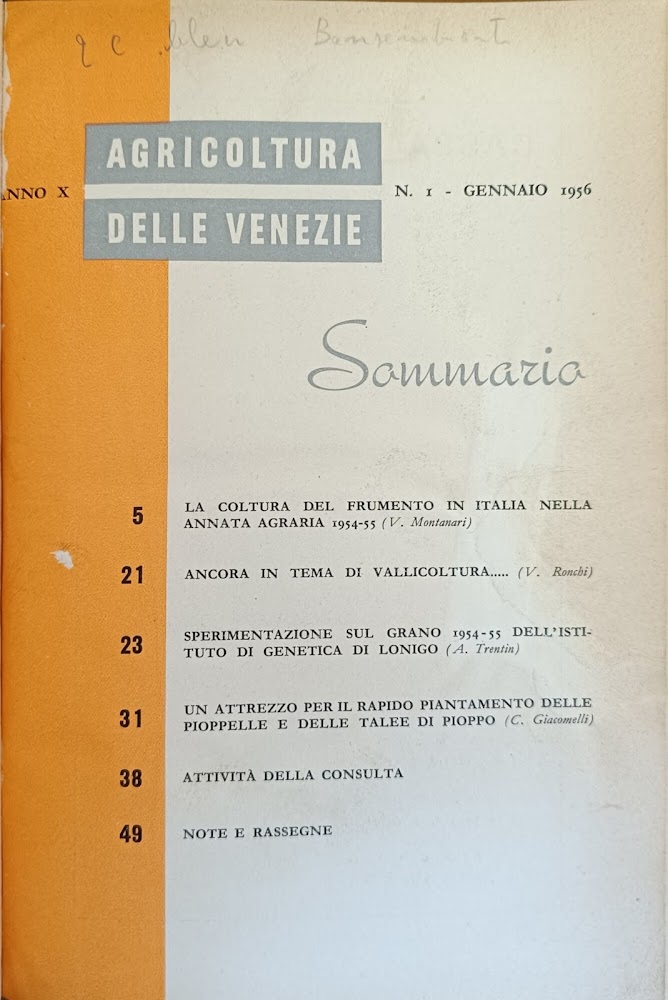 AGRICOLTURA
ANNO X
N. 1 - GENNAIO 1956
DELLE VENEZIE
Sommario
5 LA COLTURA DEL FRUMENTO IN ITALIA NELLA
ANNATA AGRARIA 1954-55 (V. Montanari)
21 ANCORA IN TEMA DI VALLICOLTURA..... (V. Ronchi)
23 SPERIMENTAZIONE SUL GRANO 1954-55 DELL'ISTI-
TUTO DI GENETICA DI LONIGO (A. Trentin)
31 UN ATTREZZO PER IL RAPIDO PIANTAMENTO DELLE
PIOPPELLE E DELLE TALEE DI PIOPPO (C. Giacomelli)
38 ATTIVITÀ DELLA CONSULTA
49 NOTE E RASSEGNE